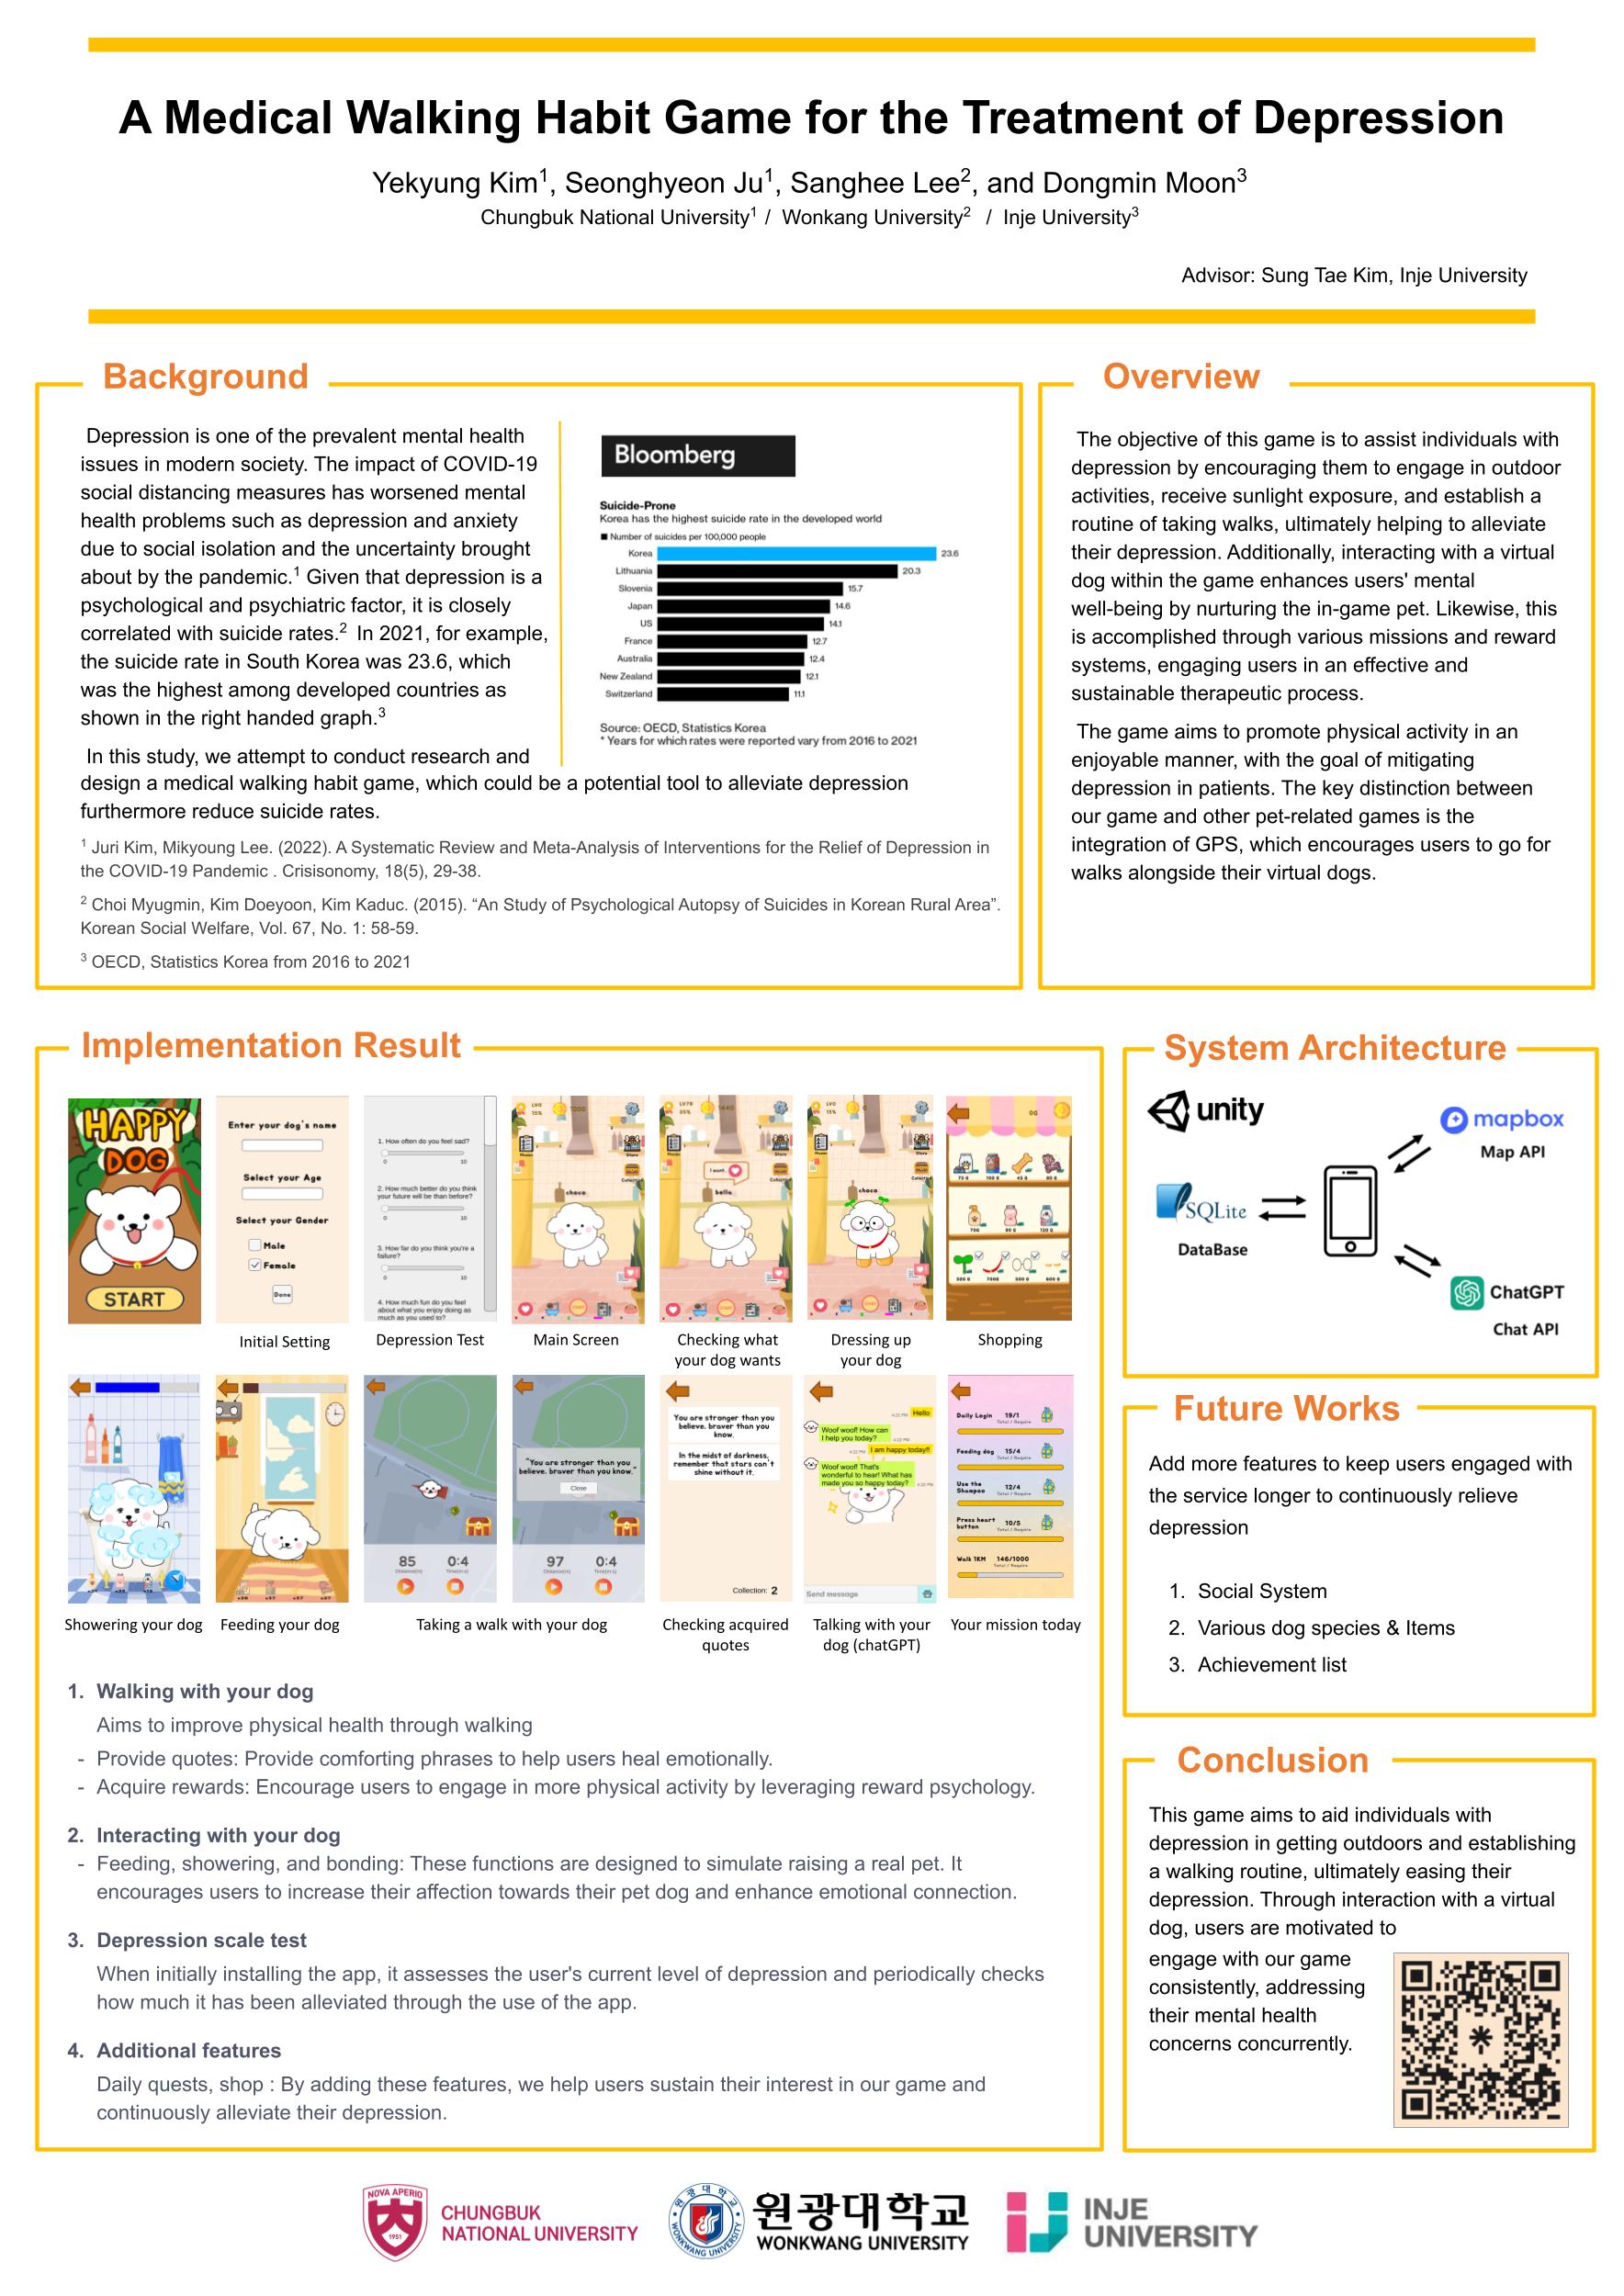 A Medical Walking Habit Game for the Treatment of Depression
Yekyung Kim1, Seonghyeon Ju1, Sanghee Lee2, and Dongmin Moon3
Chungbuk National University1 / Wonkang University2 / Inje University3
Advisor: Sung Tae Kim, Inje University
Background
Depression is one of the prevalent mental health
issues in modern society. The impact of COVID-19
social distancing measures has worsened mental
health problems such as depression and anxiety
due to social isolation and the uncertainty brought
about by the pandemic.1 Given that depression is a
psychological and psychiatric factor, it is closely
correlated with suicide rates.2 In 2021, for example,
the suicide rate in South Korea was 23.6, which
was the highest among developed countries as
shown in the right handed graph.3
In this study, we attempt to conduct research and
design a medical walking habit game, which could be a potential tool to alleviate depression
furthermore reduce suicide rates.
Bloomberg
Suicide-Prone
Korea has the highest suicide rate in the developed world
Number of suicides per 100,000 people
Korea 23.6
Lithuania 20.3
Slovenia 15.7
Japan 14.6
US 14.1
France 12.7
Australia 12.4
New Zealand 12.1
Switzerland 11.1
Source: OECD, Statistics Korea
* Years for which rates were reported vary from 2016 to 2021
1 Juri Kim, Mikyoung Lee. (2022). A Systematic Review and Meta-Analysis of Interventions for the Relief of Depression in
the COVID-19 Pandemic . Crisisonomy, 18(5), 29-38.
2 Choi Myugmin, Kim Doeyoon, Kim Kaduc. (2015). “An Study of Psychological Autopsy of Suicides in Korean Rural Area”.
Korean Social Welfare, Vol. 67, No. 1: 58-59.
3 OECD, Statistics Korea from 2016 to 2021
Overview
The objective of this game is to assist individuals with
depression by encouraging them to engage in outdoor
activities, receive sunlight exposure, and establish a
routine of taking walks, ultimately helping to alleviate
their depression. Additionally, interacting with a virtual
dog within the game enhances users' mental
well-being by nurturing the in-game pet. Likewise, this
is accomplished through various missions and reward
systems, engaging users in an effective and
sustainable therapeutic process.
The game aims to promote physical activity in an
enjoyable manner, with the goal of mitigating
depression in patients. The key distinction between
our game and other pet-related games is the
integration of GPS, which encourages users to go for
walks alongside their virtual dogs.
Implementation Result
HAPPY
DOG
START
Enter your dog's name
Select your Age
Select your Gender
Male
Female
Done
Initial Setting
1. How often do you feel sad?
0 10
2. How much better do you think
your future will be than before?
0 10
3. How far do you think you're a
failure?
0 10
4. How much fun do you feel
about what you enjoy doing as
much as you used to?
Depression Test
choco
Main Screen
I want
bella
Checking what
your dog wants
choco
Dressing up
your dog
Shopping
Showering your dog
Feeding your dog
85 0:4
"You are stronger than you
believe. braver than you know."
Close
97 0:4
Taking a walk with your dog
You are stronger than you
believe. braver than you
know.
In the midst of darkness,
remember that stars can't
shine without it.
Collection: 2
Checking acquired
quotes
Hello
Woof woof! How can
I help you today?
I am happy today!!
Woof woof! That's
wonderful to hear! What has
made you so happy today?
Send message
Talking with your
dog (chatGPT)
Daily Login 19/1
Total / Require
Feeding dog 15/4
Total / Require
Use the
Shampoo 12/4
Total / Require
Press heart
button 10/5
Total / Require
Walk 1KM 146/1000
Total / Require
Your mission today
1. Walking with your dog
Aims to improve physical health through walking
- Provide quotes: Provide comforting phrases to help users heal emotionally.
- Acquire rewards: Encourage users to engage in more physical activity by leveraging reward psychology.
2. Interacting with your dog
- Feeding, showering, and bonding: These functions are designed to simulate raising a real pet. It
encourages users to increase their affection towards their pet dog and enhance emotional connection.
3. Depression scale test
When initially installing the app, it assesses the user's current level of depression and periodically checks
how much it has been alleviated through the use of the app.
4. Additional features
Daily quests, shop : By adding these features, we help users sustain their interest in our game and
continuously alleviate their depression.
System Architecture
unity
SQLite
DataBase
mapbox
Map API
ChatGPT
Chat API
Future Works
Add more features to keep users engaged with
the service longer to continuously relieve
depression
1. Social System
2. Various dog species & Items
3. Achievement list
Conclusion
This game aims to aid individuals with
depression in getting outdoors and establishing
a walking routine, ultimately easing their
depression. Through interaction with a virtual
dog, users are motivated to
engage with our game
consistently, addressing
their mental health
concerns concurrently.
NOVA APERIO
1951
CHUNGBUK
NATIONAL UNIVERSITY
원광대학교
WONKWANG UNIVERSITY
원광대학교
WONKWANG UNIVERSITY
INJE
UNIVERSITY